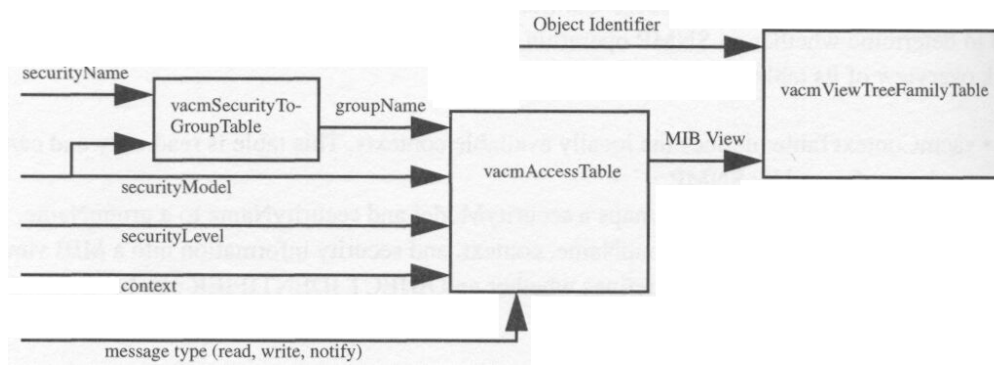 Object Identifier
securityName
vacmSecurityTo-
GroupTable
groupName
vacmViewTreeFamilyTable
MIB View
vacmAccessTable
securityModel
securityLevel
context
message type (read, write, notify)